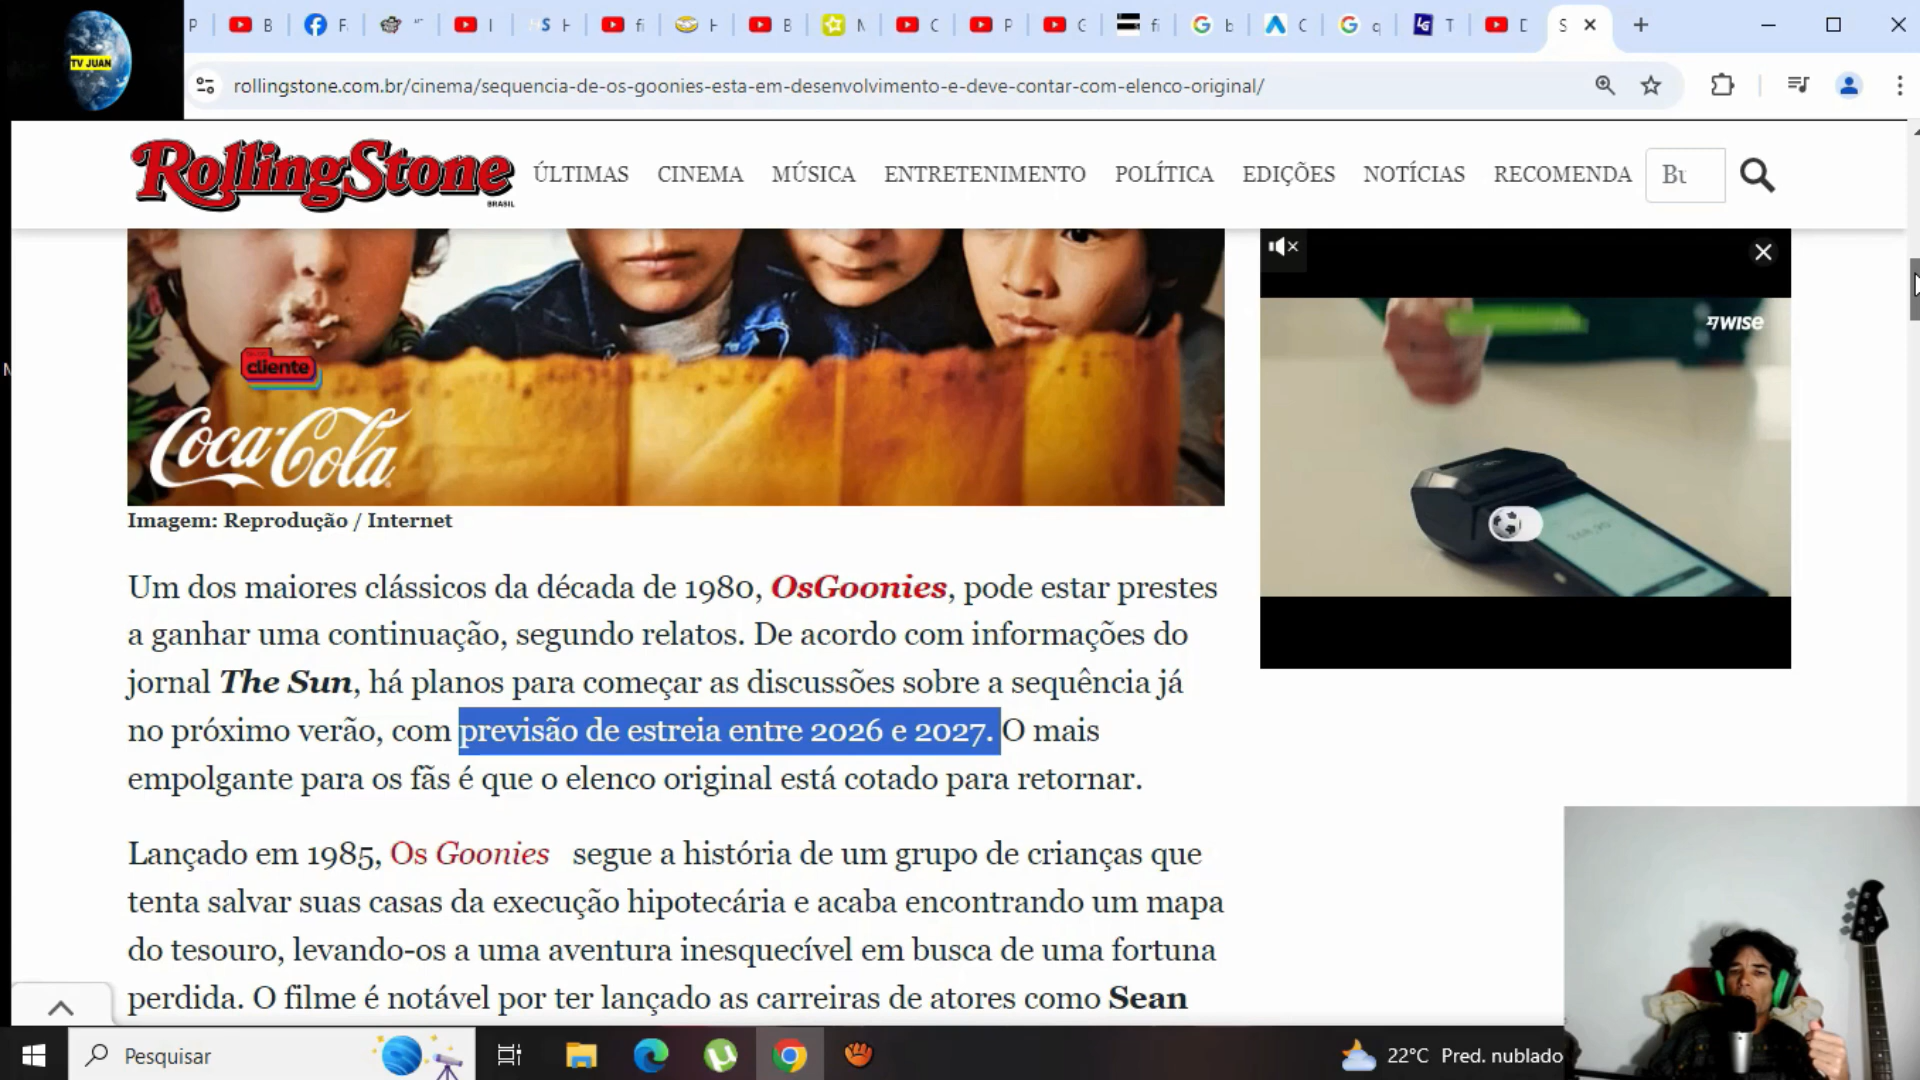 TV JUAN
P
B
F
I
HS H
fi
H
B
M
C
P
C
fi
b
C
q
LG T
D
S
rollingstone.com.br/cinema/sequencia-de-os-goonies-esta-em-desenvolvimento-e-deve-contar-com-elenco-original/
RollingStone
BRASIL
ÚLTIMAS CINEMA MÚSICA ENTRETENIMENTO POLÍTICA EDIÇÕES NOTÍCIAS RECOMENDA
cliente
Coca-Cola
WISE
Imagem: Reprodução / Internet
Um dos maiores clássicos da década de 1980, OsGoonies, pode estar prestes
a ganhar uma continuação, segundo relatos. De acordo com informações do
jornal The Sun, há planos para começar as discussões sobre a sequência já
no próximo verão, com previsão de estreia entre 2026 e 2027. O mais
empolgante para os fãs é que o elenco original está cotado para retornar.
Lançado em 1985, Os Goonies segue a história de um grupo de crianças que
tenta salvar suas casas da execução hipotecária e acaba encontrando um mapa
do tesouro, levando-os a uma aventura inesquecível em busca de uma fortuna
perdida. O filme é notável por ter lançado as carreiras de atores como Sean
Pesquisar
22°C Pred. nublado